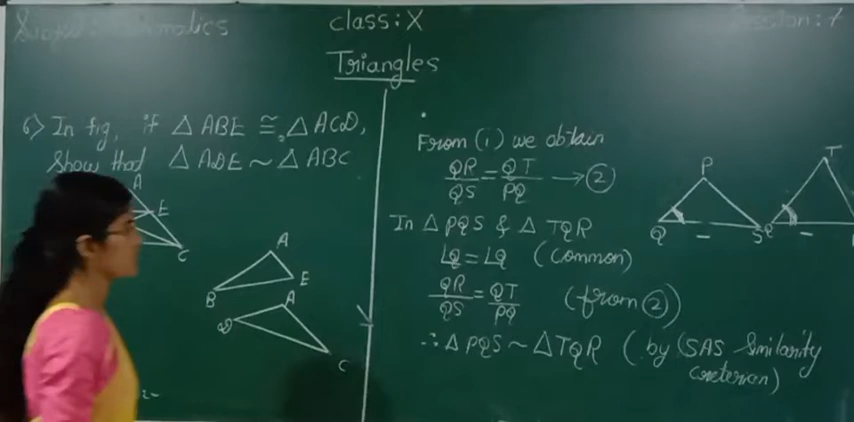 class: X
Triangles
6) In fig, if △ ABE ≅ △ ACD,
Show that △ ADE ~ △ ABC
A
E
C
A
B
E
A
D
C
From (1) we obtain
QR/QS = QT/PQ → ②
In △ PQS & △ TQR
∠Q = ∠Q (common)
QR/QS = QT/PQ (from ②)
∴ △ PQS ~ △ TQR (by (SAS Similarity
creterian)
P
Q
S
T
Q